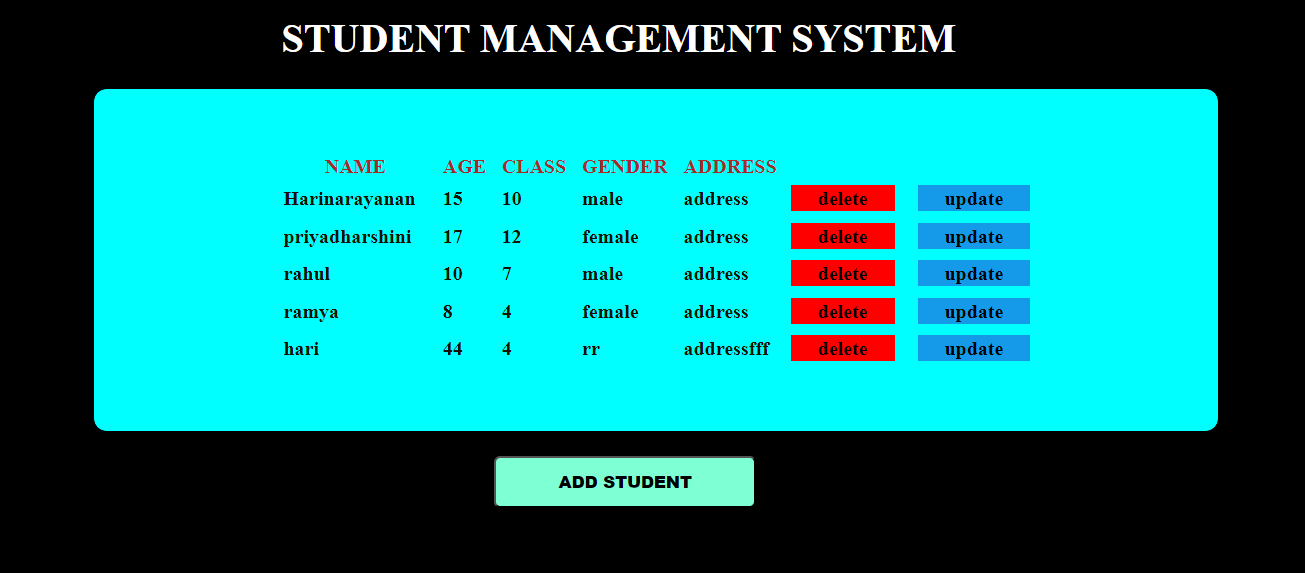 STUDENT MANAGEMENT SYSTEM
NAME AGE CLASS GENDER ADDRESS
Harinarayanan 15 10 male address delete update
priyadharshini 17 12 female address delete update
rahul 10 7 male address delete update
ramya 8 4 female address delete update
hari 44 4 rr addressfff delete update
ADD STUDENT